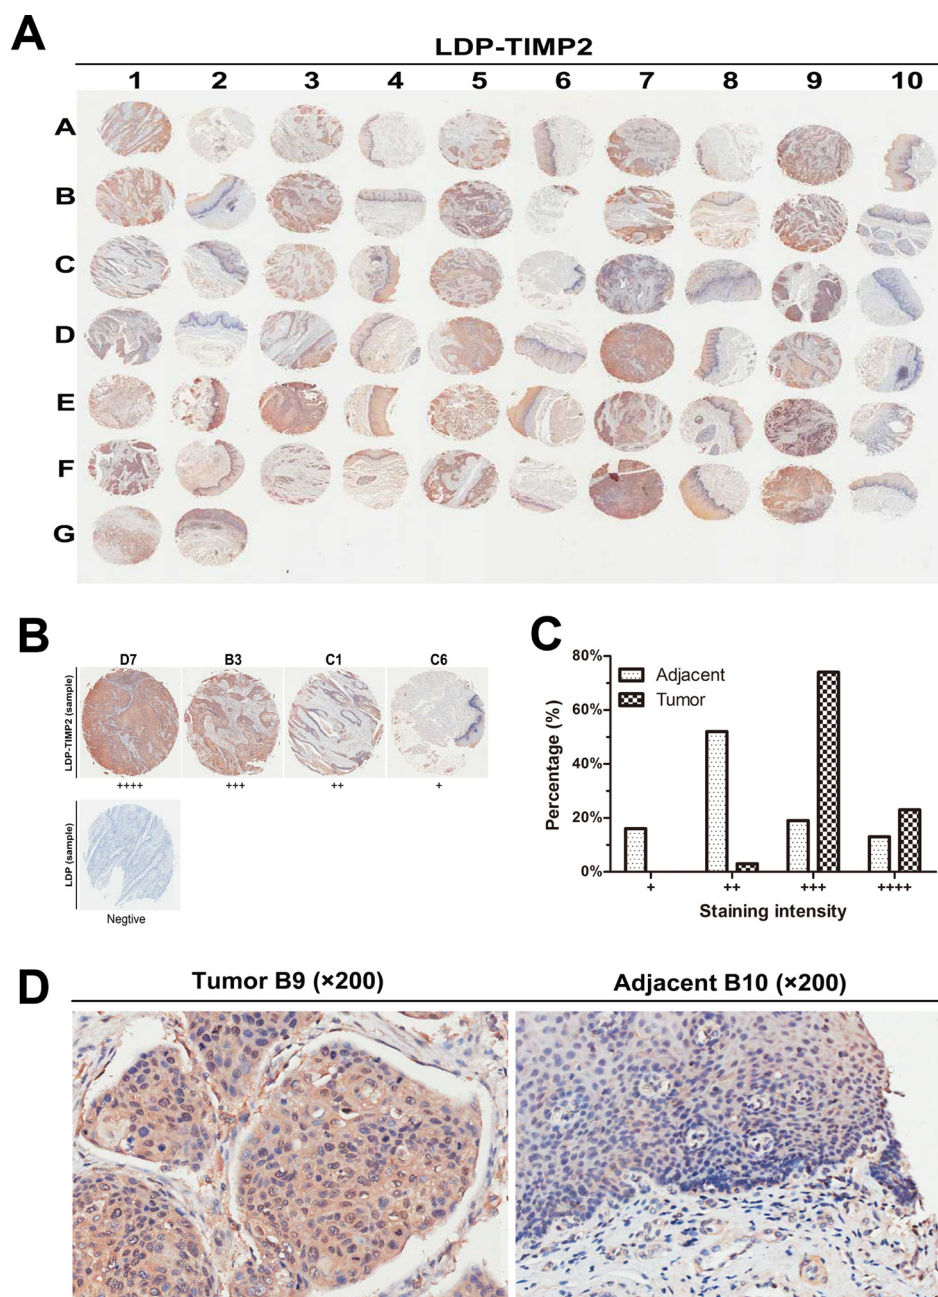 A
LDP-TIMP2
1 2 3 4 5 6 7 8 9 10
A
B
C
D
E
F
G
B
D7 B3 C1 C6
LDP-TIMP2 (sample)
++++ +++ ++ +
LDP (sample)
Negtive
C
80%
60%
40%
20%
0%
Percentage (%)
Adjacent
Tumor
+ ++ +++ ++++
Staining intensity
D
Tumor B9 (×200)
Adjacent B10 (×200)